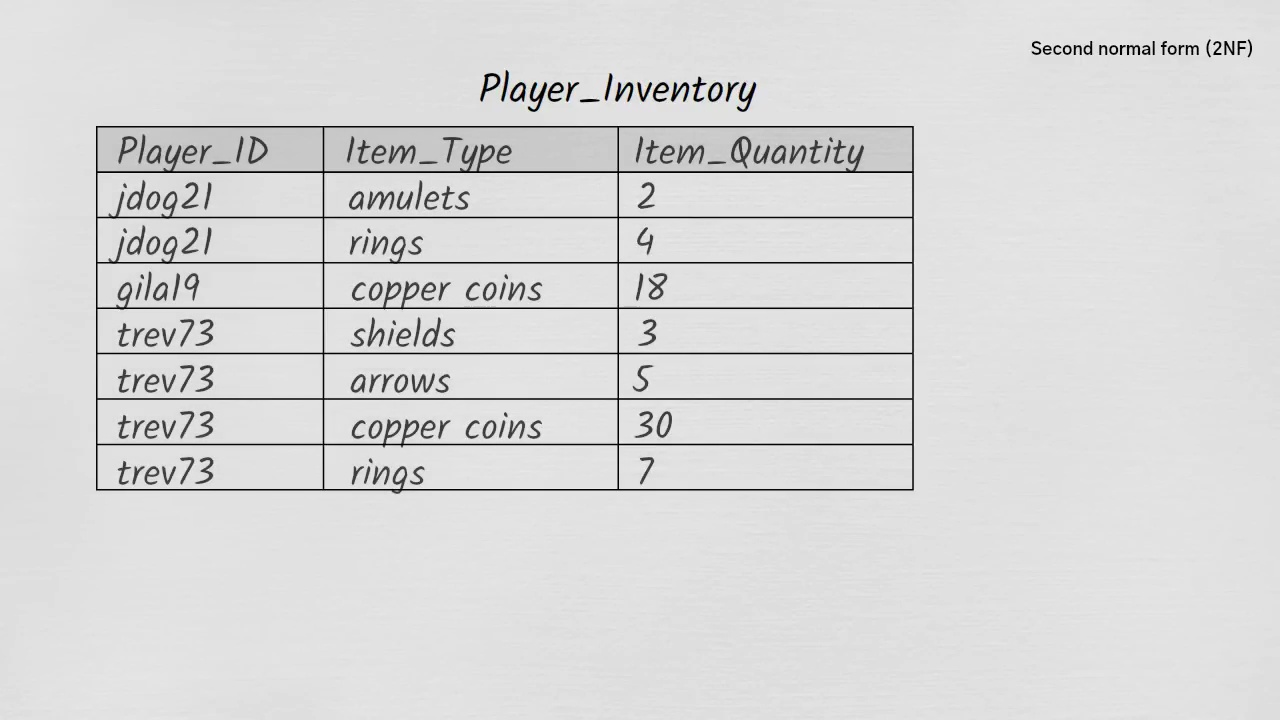 Second normal form (2NF)
Player_Inventory
Player_ID Item_Type Item_Quantity
jdog21 amulets 2
jdog21 rings 4
gila19 copper coins 18
trev73 shields 3
trev73 arrows 5
trev73 copper coins 30
trev73 rings 7